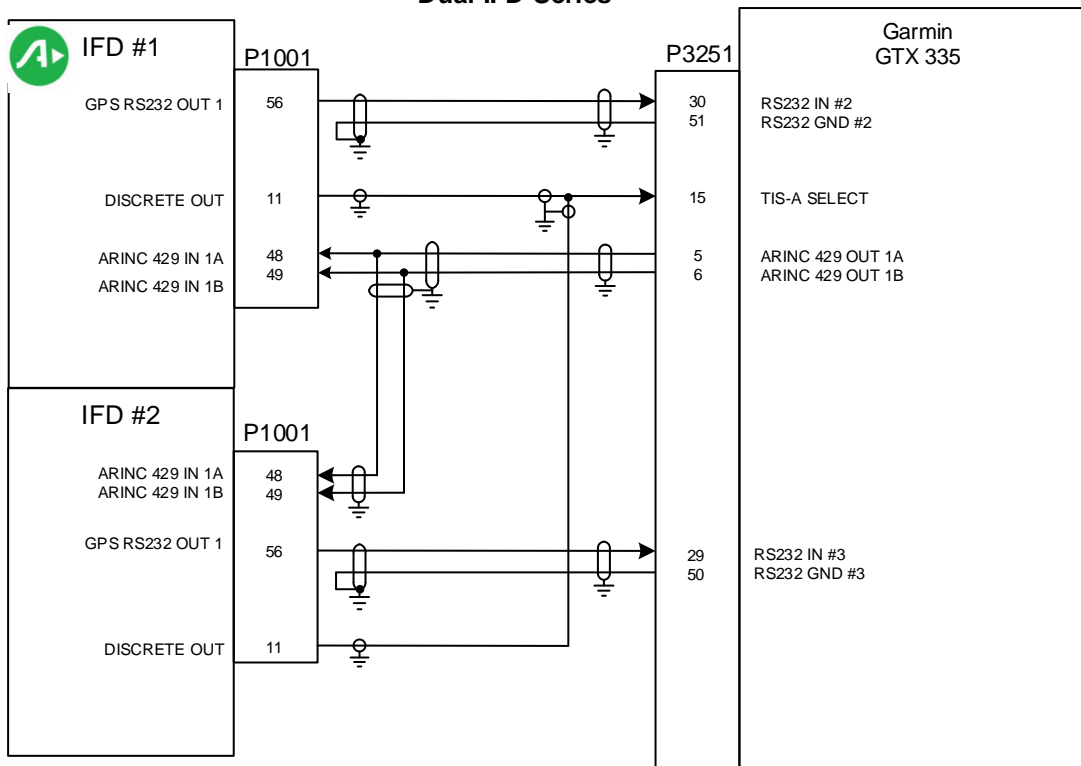 Dual IFD Series
IFD #1
P1001
GPS RS232 OUT 1
56
DISCRETE OUT
11
ARINC 429 IN 1A
48
ARINC 429 IN 1B
49
IFD #2
P1001
ARINC 429 IN 1A
48
ARINC 429 IN 1B
49
GPS RS232 OUT 1
56
DISCRETE OUT
11
P3251
Garmin
GTX 335
30
RS232 IN #2
51
RS232 GND #2
15
TIS-A SELECT
5
ARINC 429 OUT 1A
6
ARINC 429 OUT 1B
29
RS232 IN #3
50
RS232 GND #3